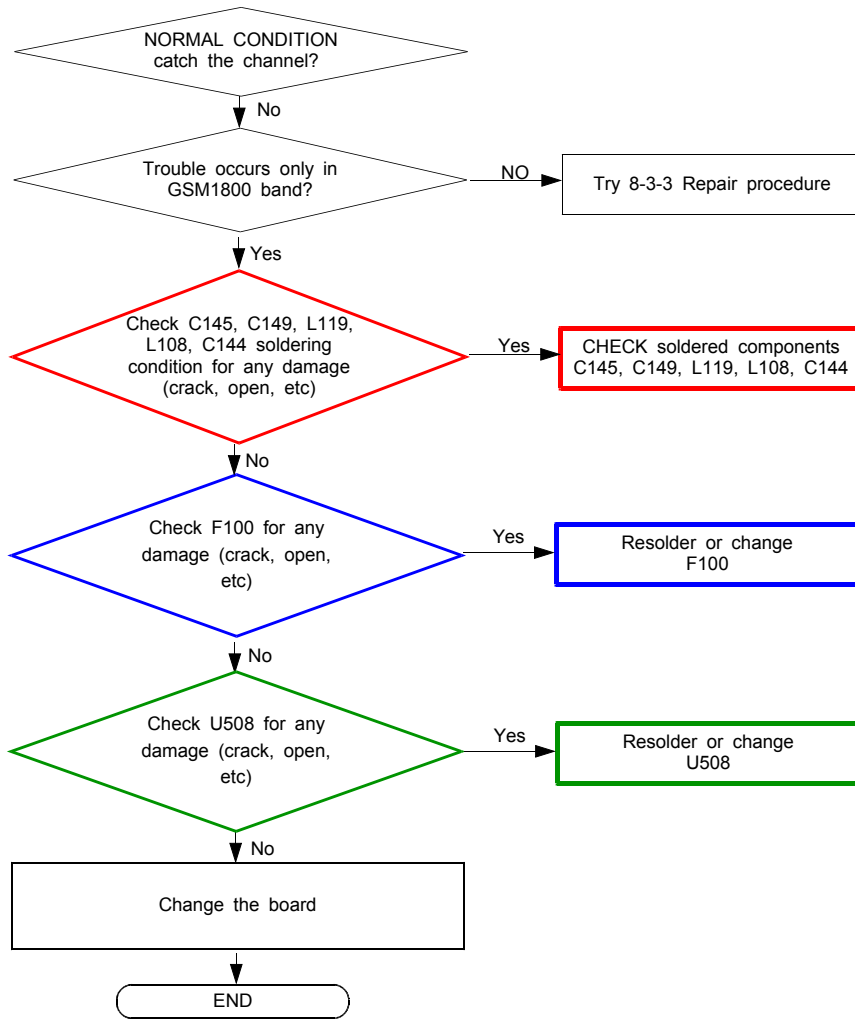 NORMAL CONDITION
catch the channel?
No
Trouble occurs only in
GSM1800 band?
NO
Try 8-3-3 Repair procedure
Yes
Check C145, C149, L119,
L108, C144 soldering
condition for any damage
(crack, open, etc)
Yes
CHECK soldered components
C145, C149, L119, L108, C144
No
Check F100 for any
damage (crack, open,
etc)
Yes
Resolder or change
F100
No
Check U508 for any
damage (crack, open,
etc)
Yes
Resolder or change
U508
No
Change the board
END